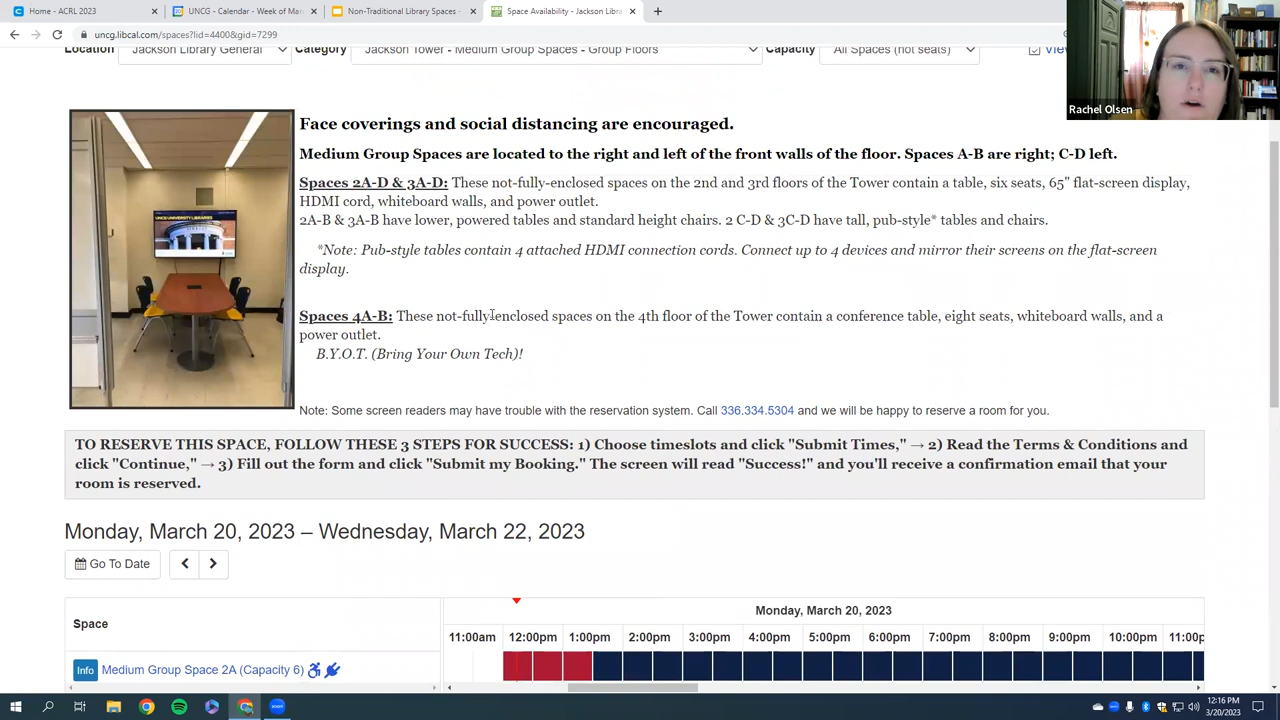 Home - ACRL 2023
UNCG - Calendar - Week of Mar
Non-Traditional Library Spaces -
Space Availability - Jackson Libr
uncg.libcal.com/spaces?lid=4400&gid=7299
Location Jackson Library General Category Jackson Tower - Medium Group Spaces - Group Floors Capacity All Spaces (not seats)
Rachel Olsen
Face coverings and social distancing are encouraged.
Medium Group Spaces are located to the right and left of the front walls of the floor. Spaces A-B are right; C-D left.
Spaces 2A-D & 3A-D: These not-fully-enclosed spaces on the 2nd and 3rd floors of the Tower contain a table, six seats, 65" flat-screen display,
HDMI cord, whiteboard walls, and power outlet.
2A-B & 3A-B have lower, powered tables and standard height chairs. 2 C-D & 3C-D have tall, pub-style* tables and chairs.
*Note: Pub-style tables contain 4 attached HDMI connection cords. Connect up to 4 devices and mirror their screens on the flat-screen
display.
Spaces 4A-B: These not-fully-enclosed spaces on the 4th floor of the Tower contain a conference table, eight seats, whiteboard walls, and a
power outlet.
B.Y.O.T. (Bring Your Own Tech)!
Note: Some screen readers may have trouble with the reservation system. Call 336.334.5304 and we will be happy to reserve a room for you.
TO RESERVE THIS SPACE, FOLLOW THESE 3 STEPS FOR SUCCESS: 1) Choose timeslots and click "Submit Times," → 2) Read the Terms & Conditions and
click "Continue," → 3) Fill out the form and click "Submit my Booking." The screen will read "Success!" and you'll receive a confirmation email that your
room is reserved.
Monday, March 20, 2023 – Wednesday, March 22, 2023
Go To Date
Monday, March 20, 2023
Space
11:00am 12:00pm 1:00pm 2:00pm 3:00pm 4:00pm 5:00pm 6:00pm 7:00pm 8:00pm 9:00pm 10:00pm 11:00p
Info Medium Group Space 2A (Capacity 6)
12:16 PM
3/20/2023